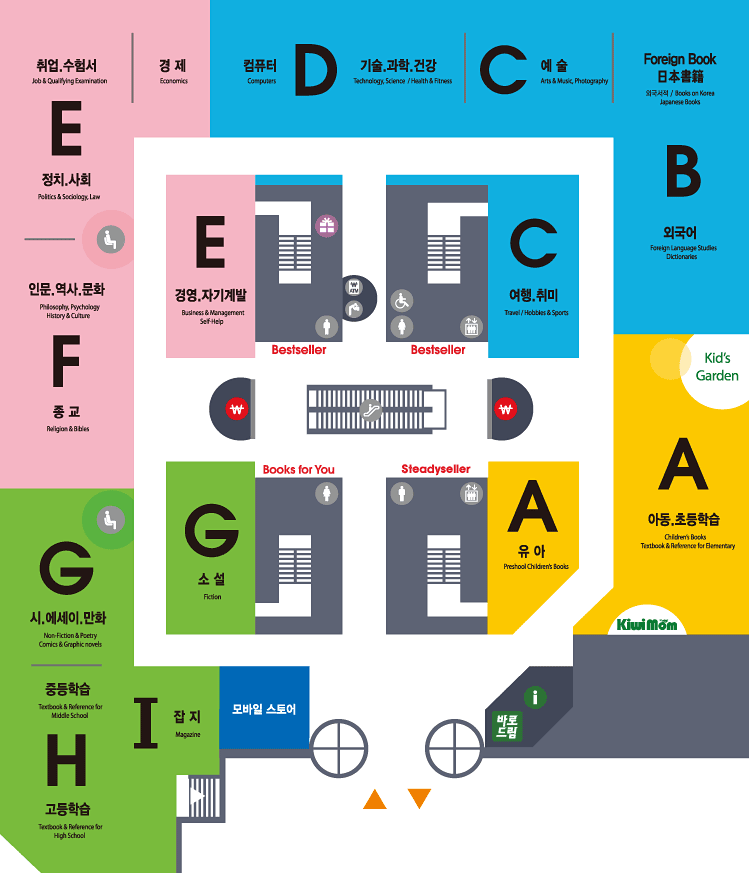 취업.수험서
Job & Qualifying Examination
경 제
Economics
컴퓨터
Computers
D
기술.과학.건강
Technology, Science / Health & Fitness
C
예 술
Arts & Music, Photography
Foreign Book
日本書籍
외국서적 / Books on Korea
Japanese Books
E
정치.사회
Politics & Sociology, Law
B
외국어
Foreign Language Studies
Dictionaries
E
경영.자기계발
Business & Management
Self-Help
₩
ATM
C
여행.취미
Travel / Hobbies & Sports
인문.역사.문화
Philosophy, Psychology
History & Culture
F
종 교
Religion & Bibles
Bestseller
Bestseller
Kid's
Garden
₩
₩
Books for You
Steadyseller
A
아동.초등학습
Children's Books
Textbook & Reference for Elementary
G
소 설
Fiction
A
유 아
Preshool Children's Books
G
시.에세이.만화
Non-Fiction & Poetry
Comics & Graphic novels
Kiwi Mom
중등학습
Textbook & Reference for
Middle School
I
잡 지
Magazine
모바일 스토어
i
바로
드림
H
고등학습
Textbook & Reference for
High School